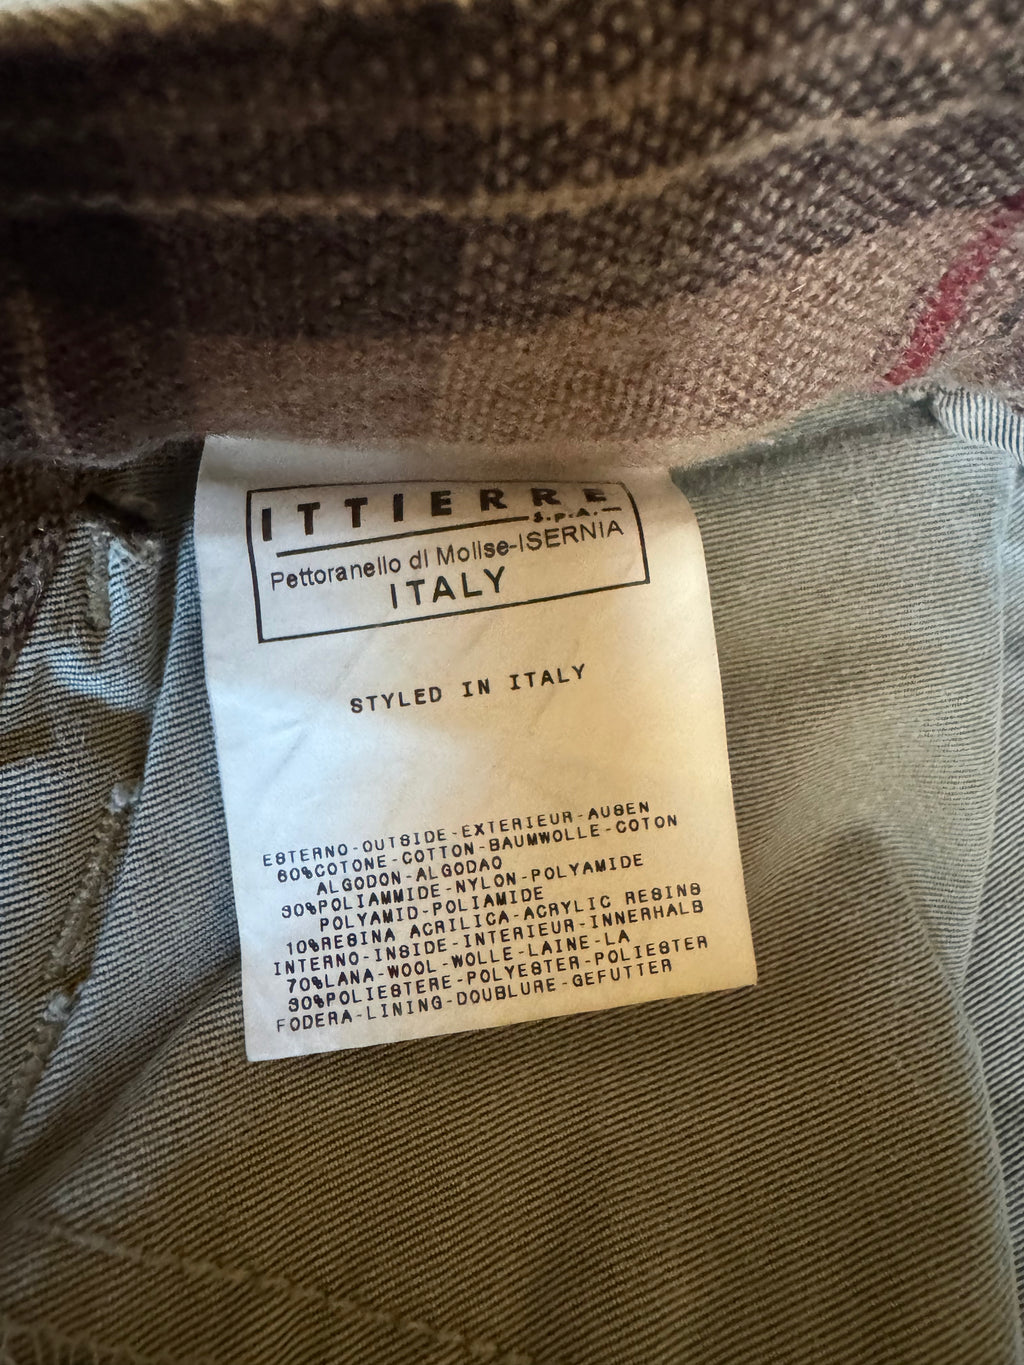 ITTIERRE
S.p.A.
Pettoranello di Molise-ISERNIA
ITALY
STYLED IN ITALY
ESTERNO-OUTSIDE-EXTERIEUR-AUBEN
60%COTONE-COTTON-BAUMWOLLE-COTON
ALGODON-ALGODAO
30%POLIAMMIDE-NYLON-POLYAMIDE
POLYAMID-POLIAMIDE
10%RESINA ACRILICA-ACRYLIC RESINS
INTERNO-INSIDE-INTERIEUR-INNERHALB
70%LANA-WOOL-WOLLE-LAINE-LA
30%POLIESTERE-POLYESTER-POLIESTER
FODERA-LINING-DOUBLURE-GEFUTTER